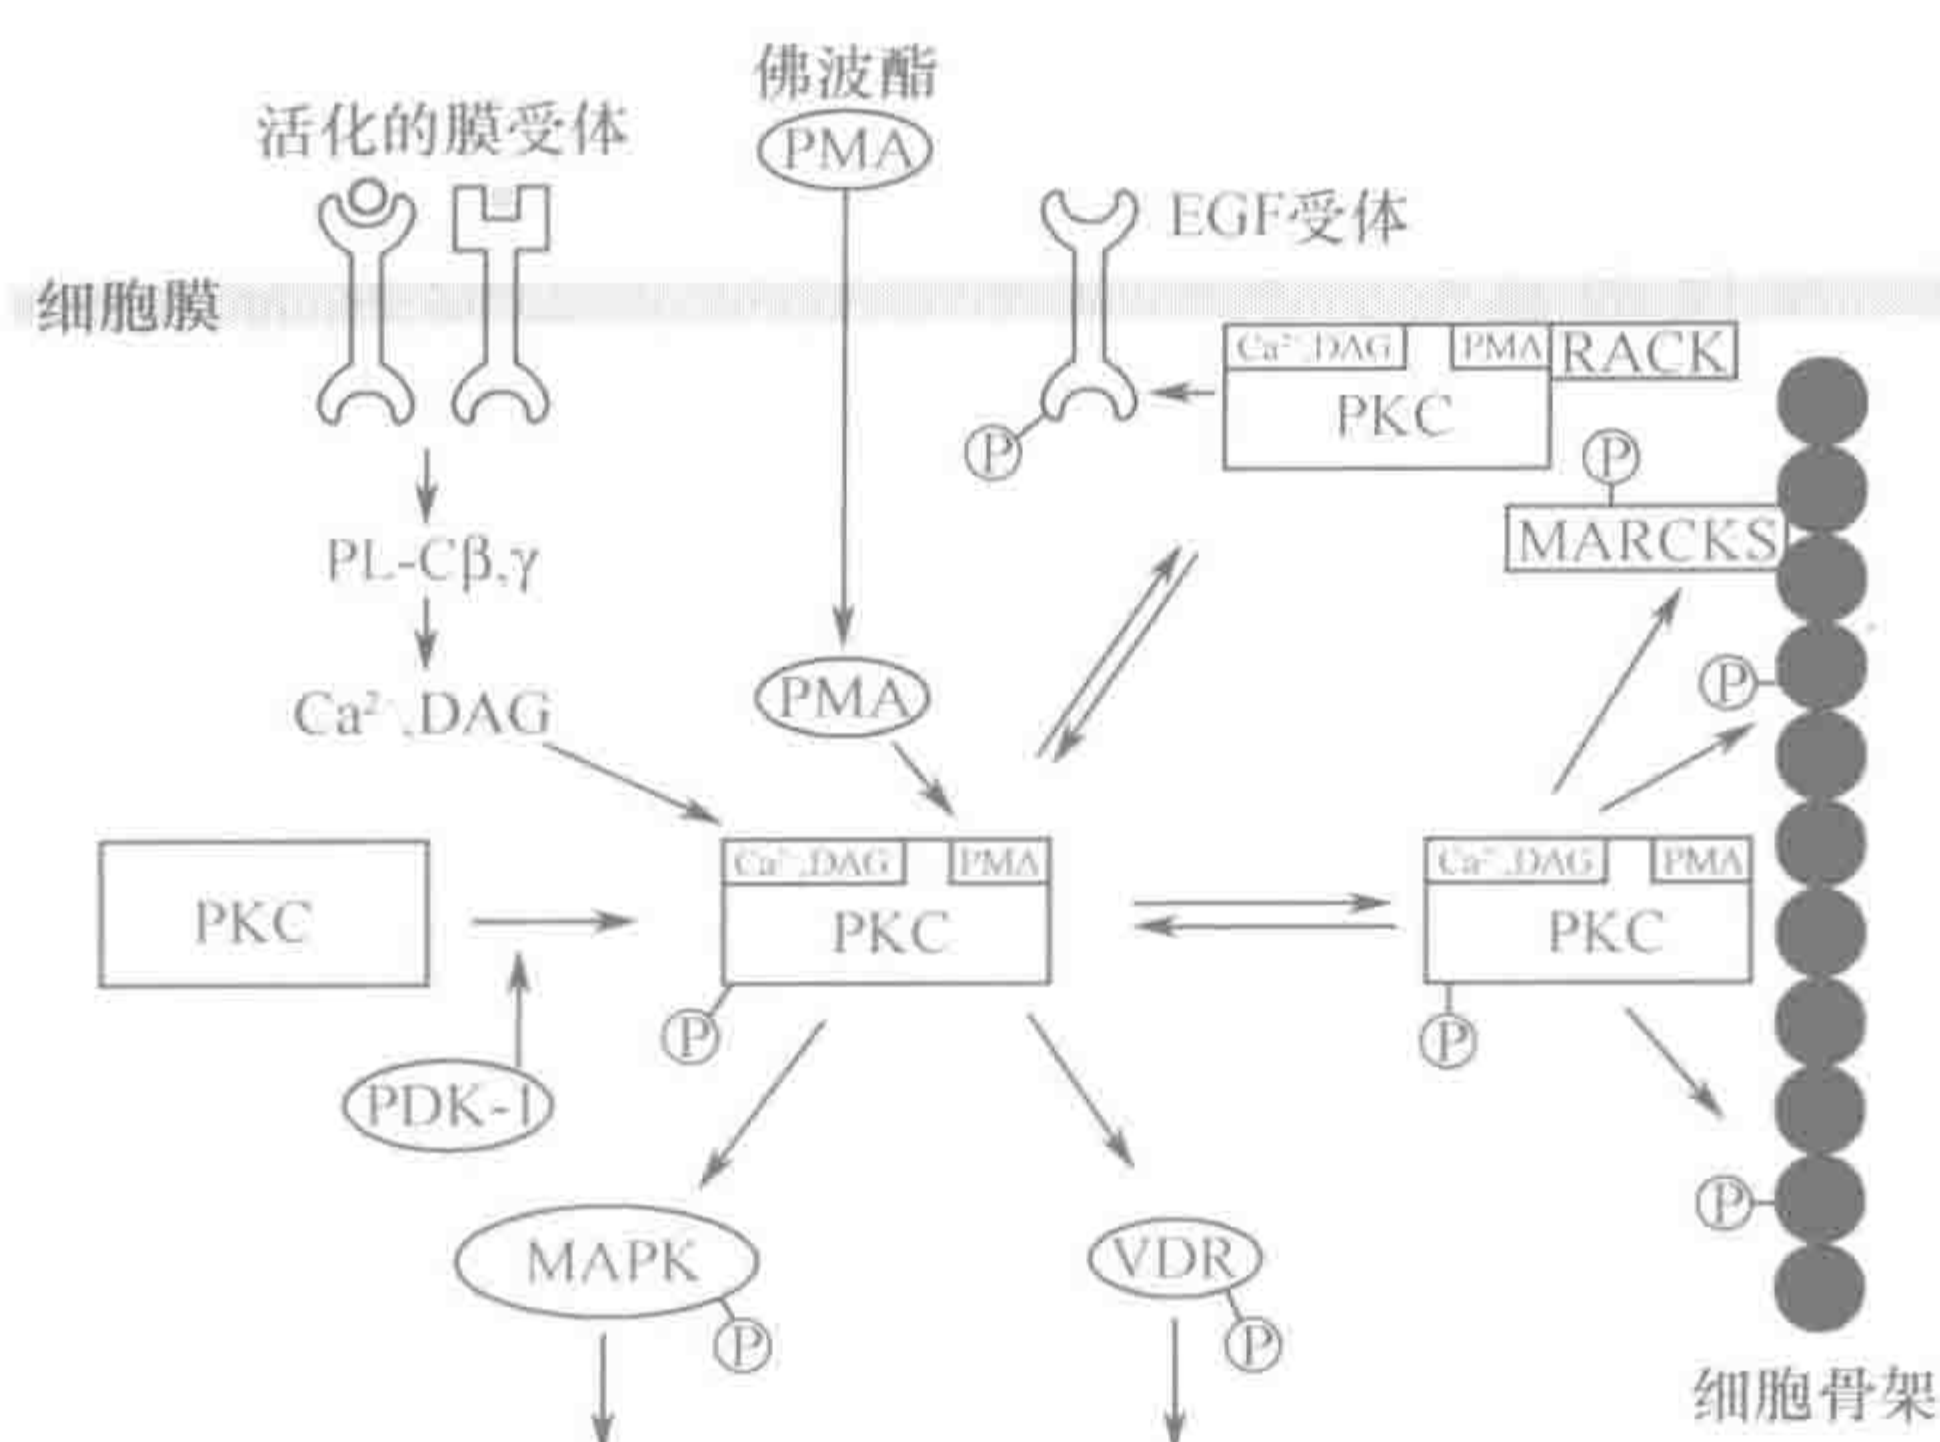 佛波酯
PMA
活化的膜受体
EGF受体
细胞膜
Ca²⁺,DAG
PMA
RACK
PKC
P
P
MARCKS
PL-Cβ,γ
P
Ca²⁺,DAG
PMA
Ca²⁺,DAG
PMA
PKC
Ca²⁺,DAG
PMA
PKC
PKC
P
P
PDK-1
P
MAPK
VDR
P
P
细胞骨架